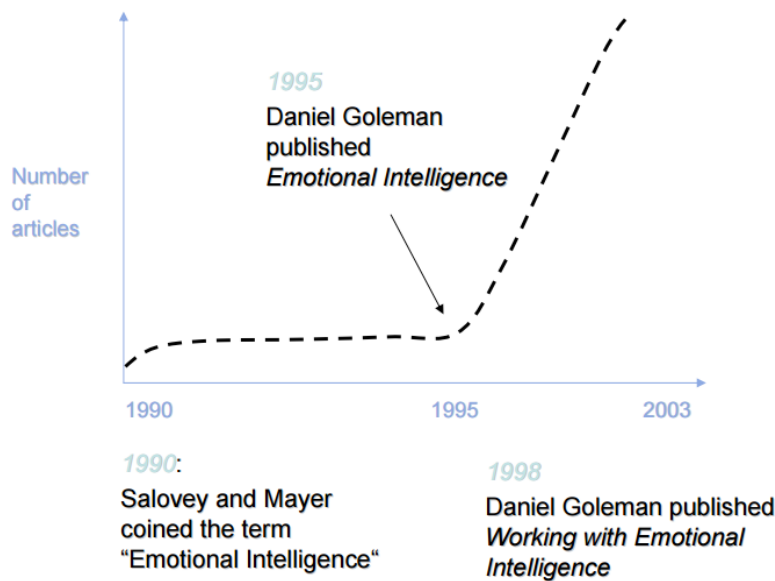 1995
Daniel Goleman
published
Emotional Intelligence
Number
of
articles
1990
1995
2003
1990:
Salovey and Mayer
coined the term
“Emotional Intelligence“
1998
Daniel Goleman published
Working with Emotional
Intelligence